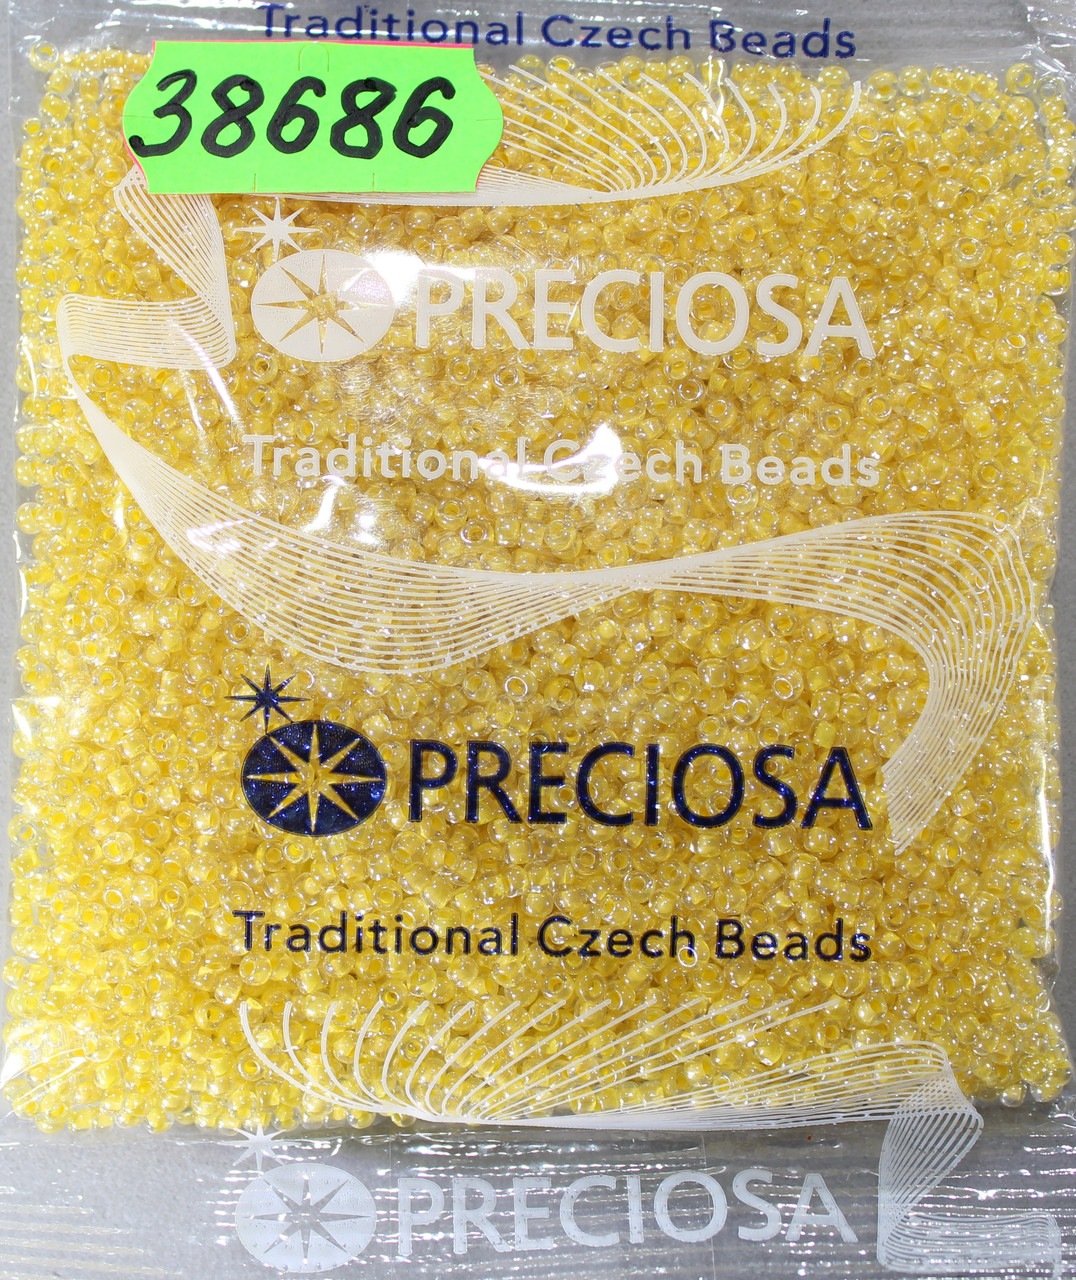 Traditional Czech Beads
38686
PRECIOSA
Traditional Czech Beads
PRECIOSA
Traditional Czech Beads
PRECIOSA